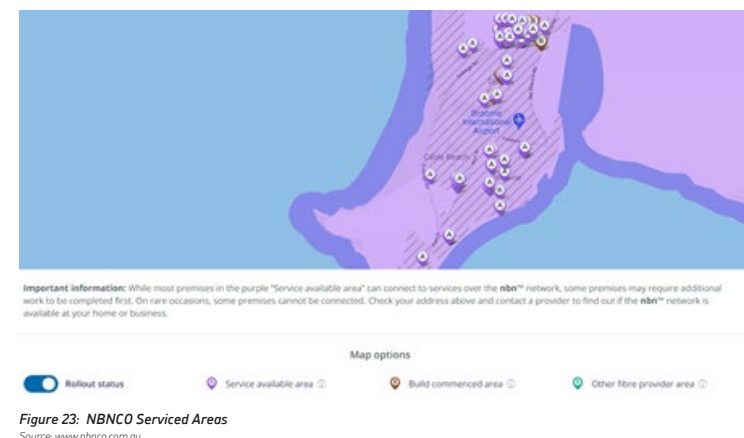 Broome
International
Airport
Cable Beach
Important information: While most premises in the purple "Service available area" can connect to services over the nbn™ network, some premises may require additional
work to be completed first. On rare occasions, some premises cannot be connected. Check your address above and contact a provider to find out if the nbn™ network is
available at your home or business.
Map options
Rollout status
Service available area
Build commenced area
Other fibre provider area
Figure 23: NBNCO Serviced Areas
Source: www.nbnco.com.au